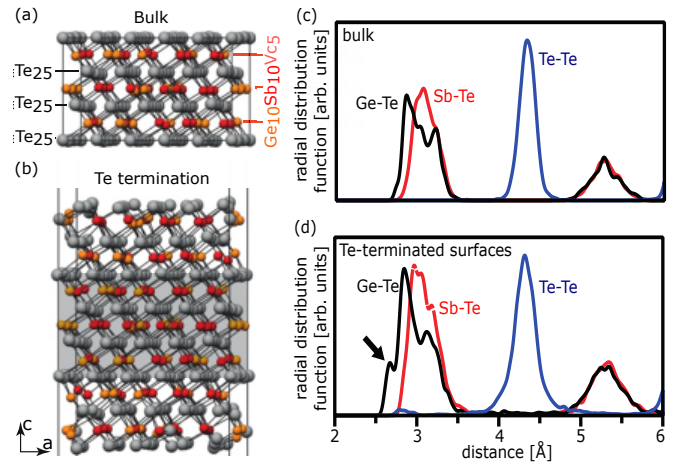 (a)
Bulk
Te25
Te25
Te25
Ge10Sb10Vc5
(b)
Te termination
c
a
(c)
bulk
Ge-Te
Sb-Te
Te-Te
radial distribution
function [arb. units]
(d)
Te-terminated surfaces
Ge-Te
Sb-Te
Te-Te
radial distribution
function [arb. units]
2
3
4
5
6
distance [Å]